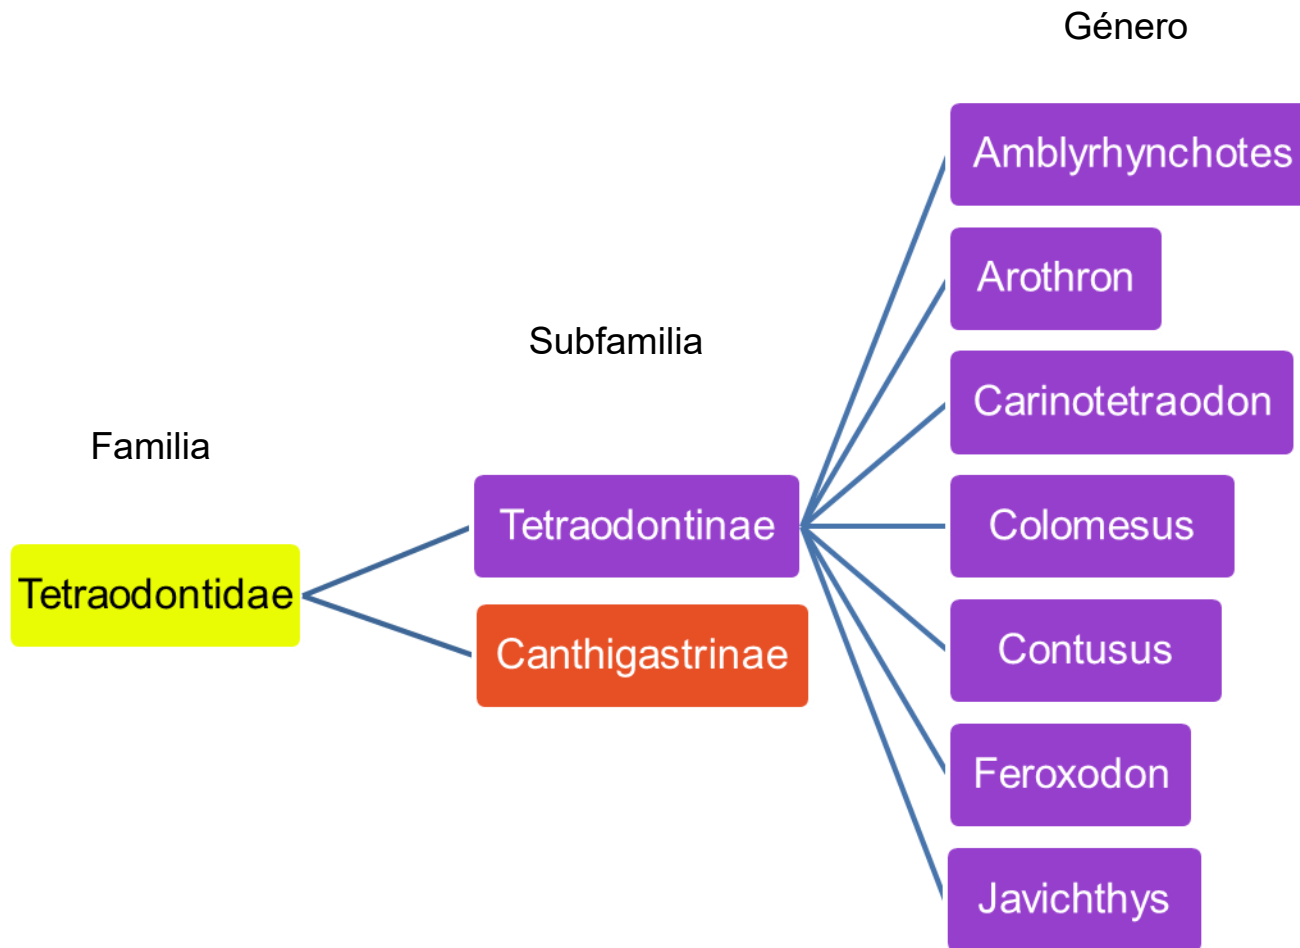 Género
Amblyrhynchotes
Arothron
Carinotetraodon
Subfamilia
Familia
Tetraodontinae
Colomesus
Tetraodontidae
Canthigastrinae
Contusus
Feroxodon
Javichthys